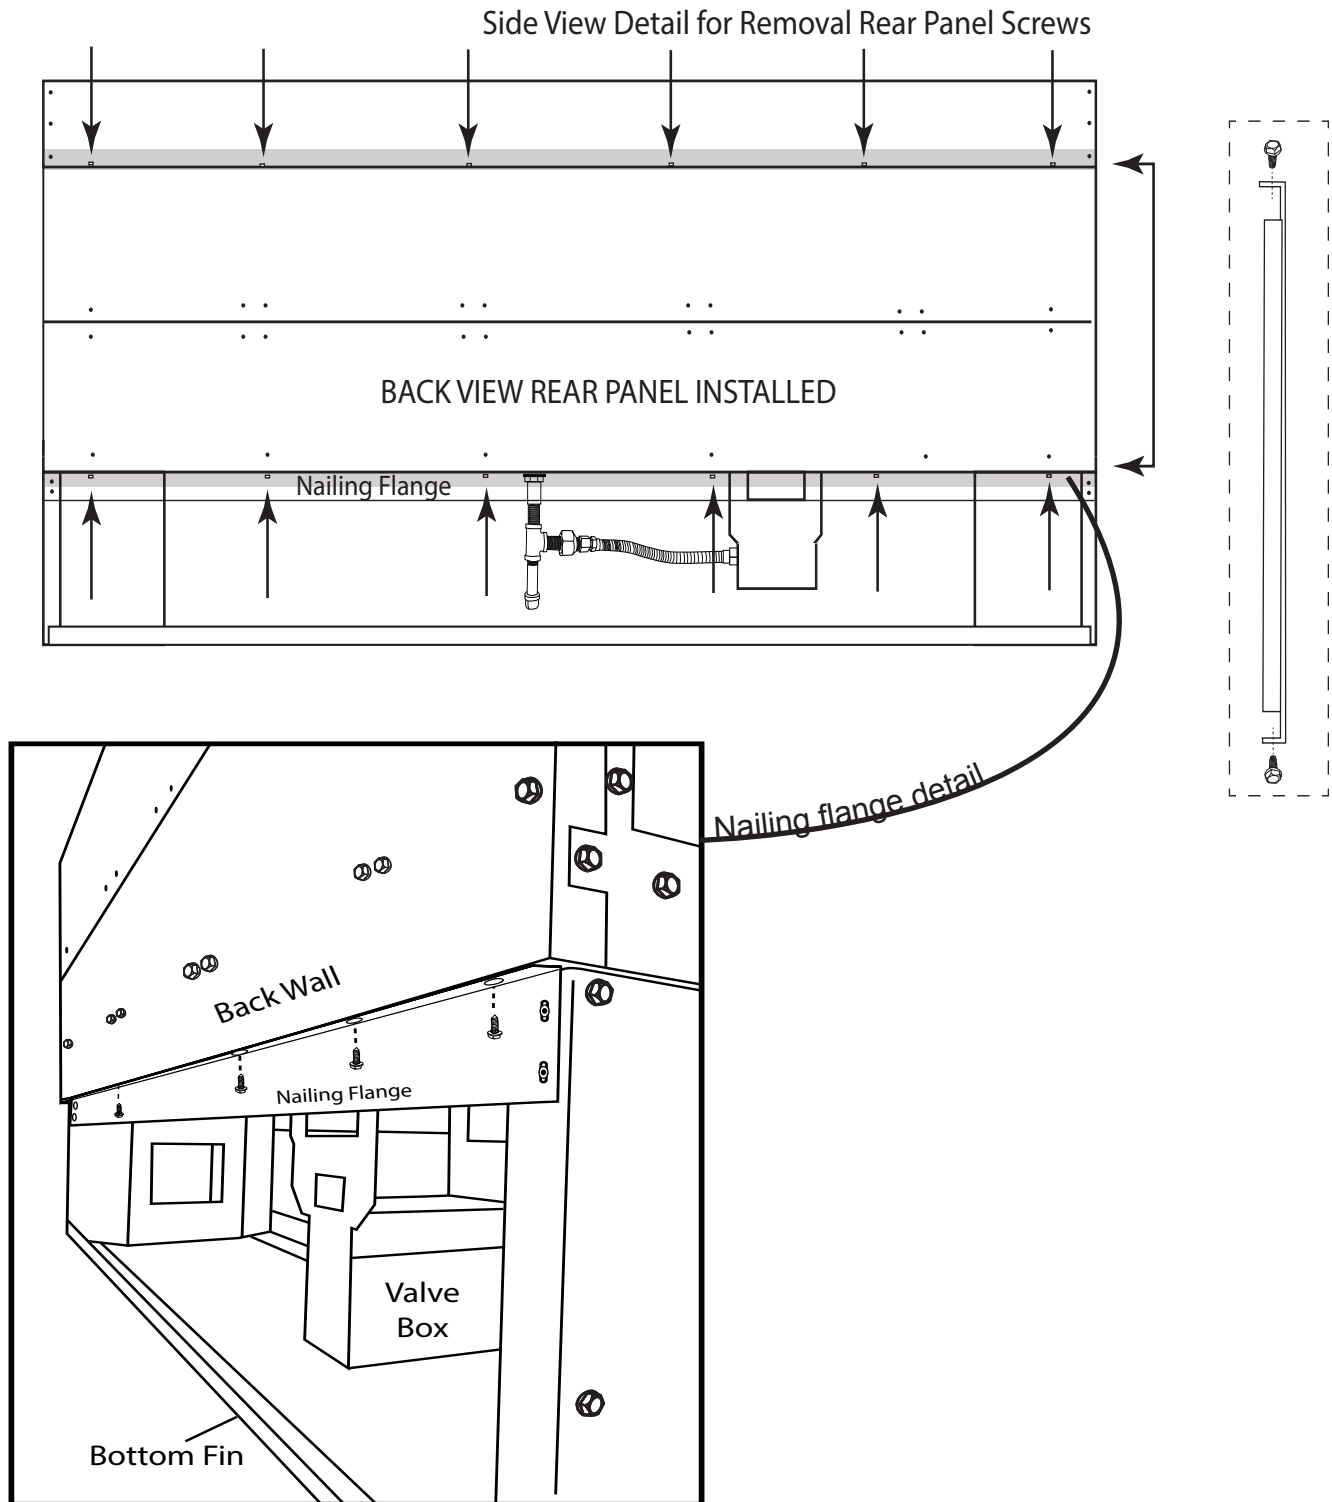 Side View Detail for Removal Rear Panel Screws
BACK VIEW REAR PANEL INSTALLED
Nailing Flange
Nailing flange detail
Back Wall
Nailing Flange
Valve
Box
Bottom Fin